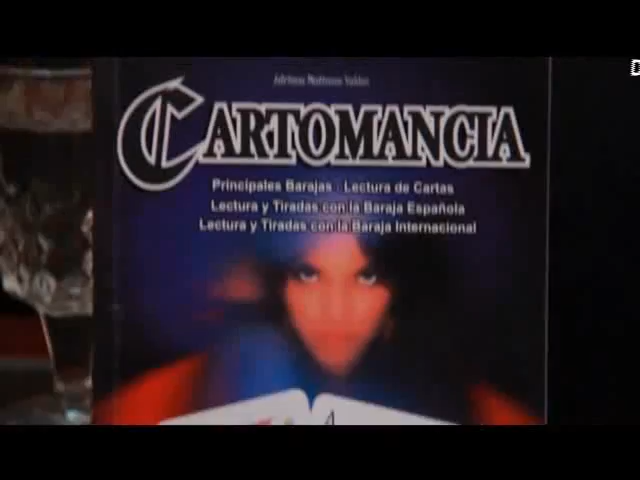 CARTOMANCIA
Principales Barajas - Lectura de Cartas
Lectura y Tiradas con la Baraja Española
Lectura y Tiradas con la Baraja Internacional